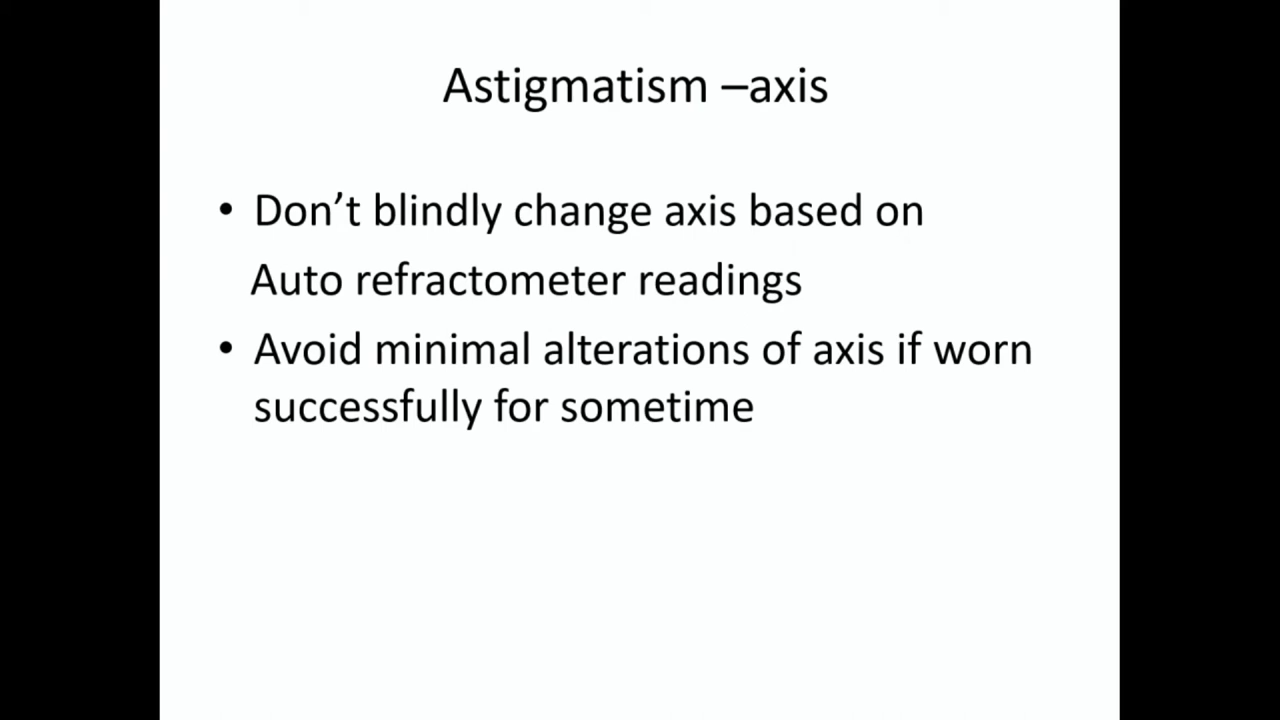 Astigmatism –axis
• Don’t blindly change axis based on
Auto refractometer readings
• Avoid minimal alterations of axis if worn
successfully for sometime